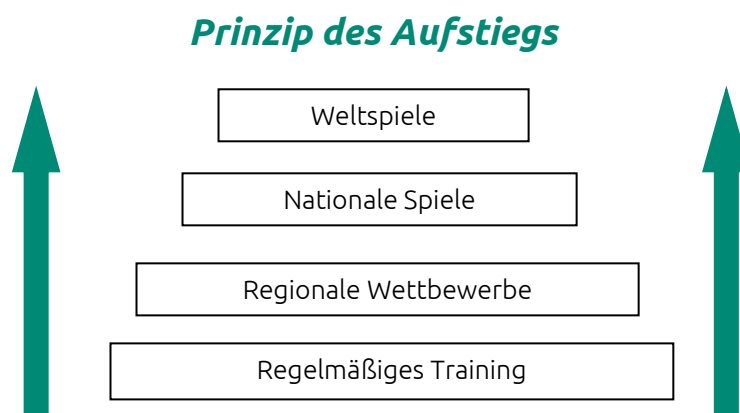 Prinzip des Aufstiegs
Weltspiele
Nationale Spiele
Regionale Wettbewerbe
Regelmäßiges Training